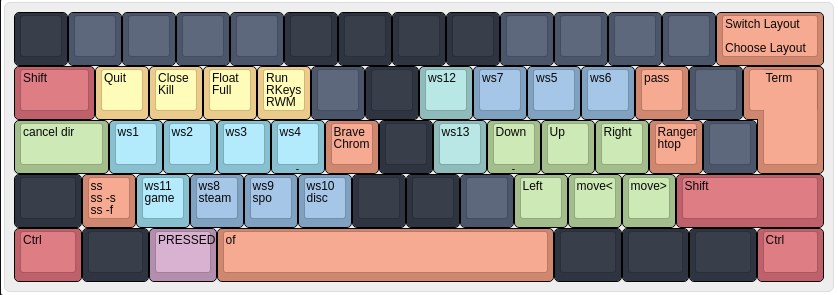 Switch Layout
Choose Layout
Shift
Quit
Close
Kill
Float
Full
Run
RKeys
RWM
ws12
ws7
ws5
ws6
pass
Term
cancel dir
ws1
ws2
ws3
ws4
-
Brave
Chrom
ws13
Down
-
Up
Right
Ranger
htop
ss
ss -s
ss -f
ws11
game
ws8
steam
ws9
spo
ws10
disc
Left
move<
move>
Shift
Ctrl
PRESSED
of
Ctrl